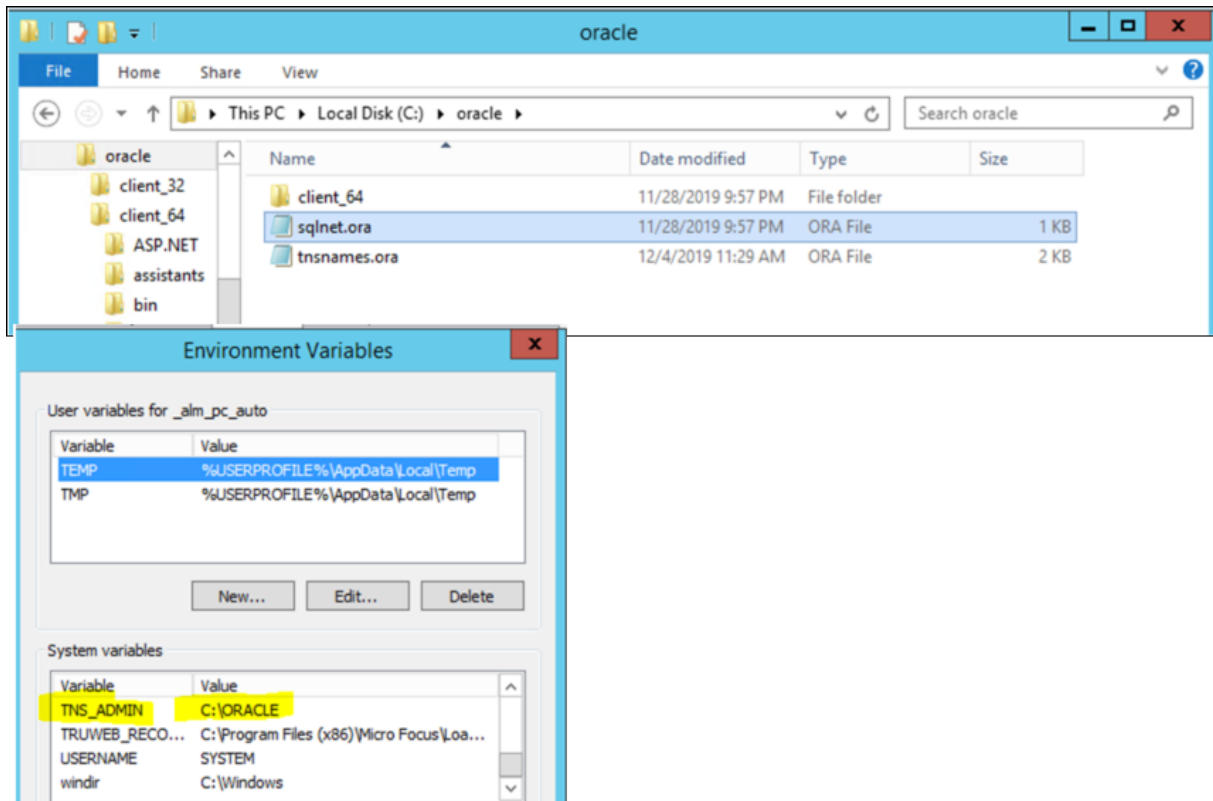 oracle
File Home Share View
This PC Local Disk (C:) oracle
Search oracle
oracle
client_32
client_64
ASP.NET
assistants
bin
Name Date modified Type Size
client_64 11/28/2019 9:57 PM File folder
sqlnet.ora 11/28/2019 9:57 PM ORA File 1 KB
tnsnames.ora 12/4/2019 11:29 AM ORA File 2 KB
Environment Variables
User variables for _alm_pc_auto
Variable Value
TEMP %USERPROFILE%\AppData\Local\Temp
TMP %USERPROFILE%\AppData\Local\Temp
New... Edit... Delete
System variables
Variable Value
TNS_ADMIN C:\ORACLE
TRUWEB_RECO... C:\Program Files (x86)\Micro Focus\Loa...
USERNAME SYSTEM
windir C:\Windows